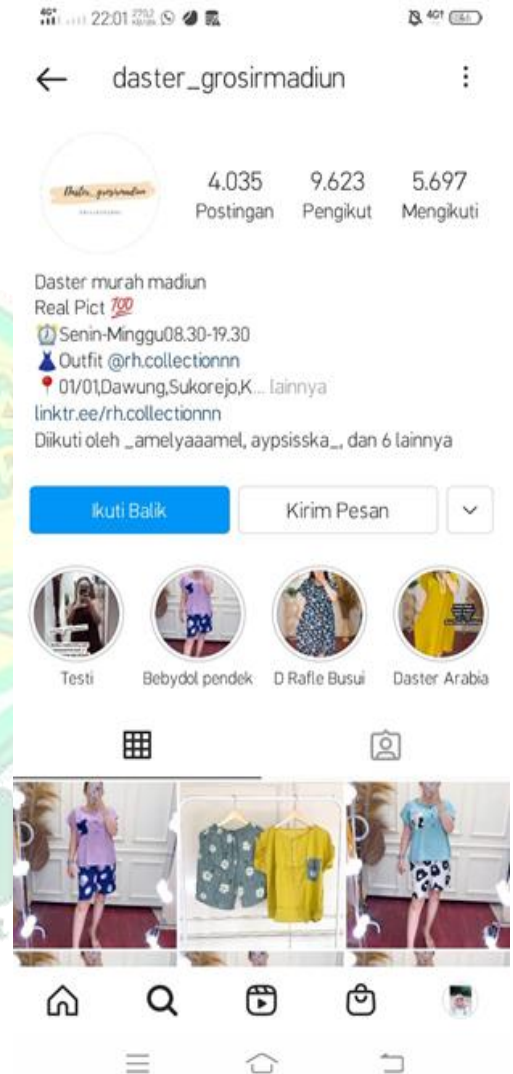 22:01
daster_grosirmadiun
Daster_grosirmadiun
4.035 9.623 5.697
Postingan Pengikut Mengikuti
Daster murah madiun
Real Pict 💯
Senin-Minggu08.30-19.30
Outfit @rh.collectionnn
01/01,Dawung,Sukorejo,K... lainnya
linktr.ee/rh.collectionnn
Diikuti oleh _amelyaaamel, aypsisska_, dan 6 lainnya
Ikuti Balik Kirim Pesan
Testi Bebydol pendek D Rafle Busui Daster Arabia